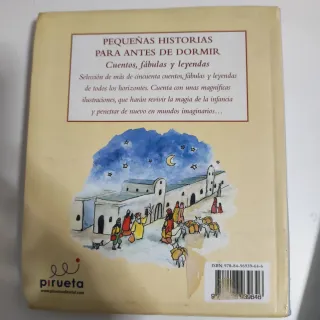 PEQUEÑAS HISTORIAS
PARA ANTES DE DORMIR
Cuentos, fábulas y leyendas
Selección de más de cincuenta cuentos, fábulas y leyendas
de todos los horizontes. Cuenta con unas magníficas
ilustraciones, que harán revivir la magia de la infancia
y penetrar de nuevo en mundos imaginarios...
pirueta